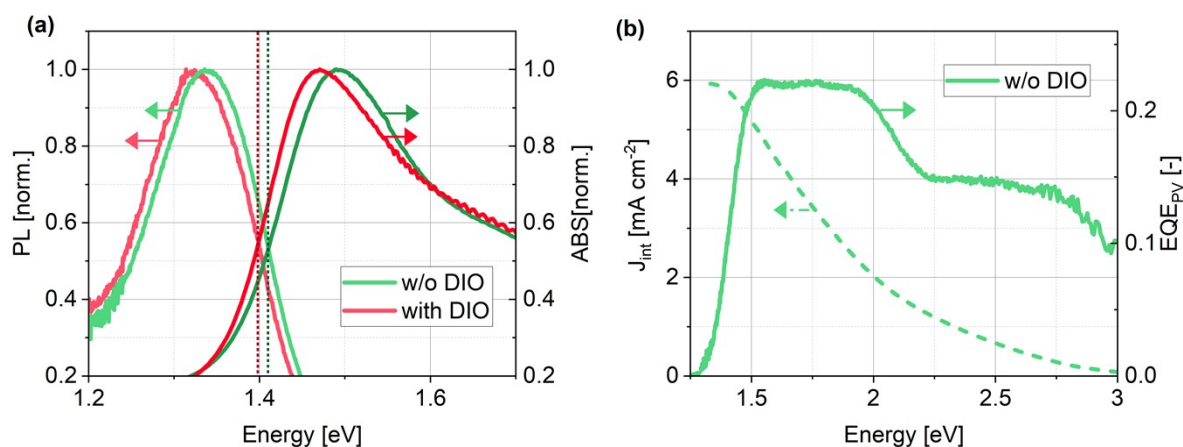 (a)
1.0
0.8
0.6
0.4
0.2
PL [norm.]
1.0
0.8
0.6
0.4
0.2
ABS[norm.]
w/o DIO
with DIO
1.2
1.4
1.6
Energy [eV]
(b)
6
4
2
0
J_int [mA cm⁻²]
w/o DIO
0.2
0.1
0.0
EQE_PV [-]
1.5
2
2.5
3
Energy [eV]